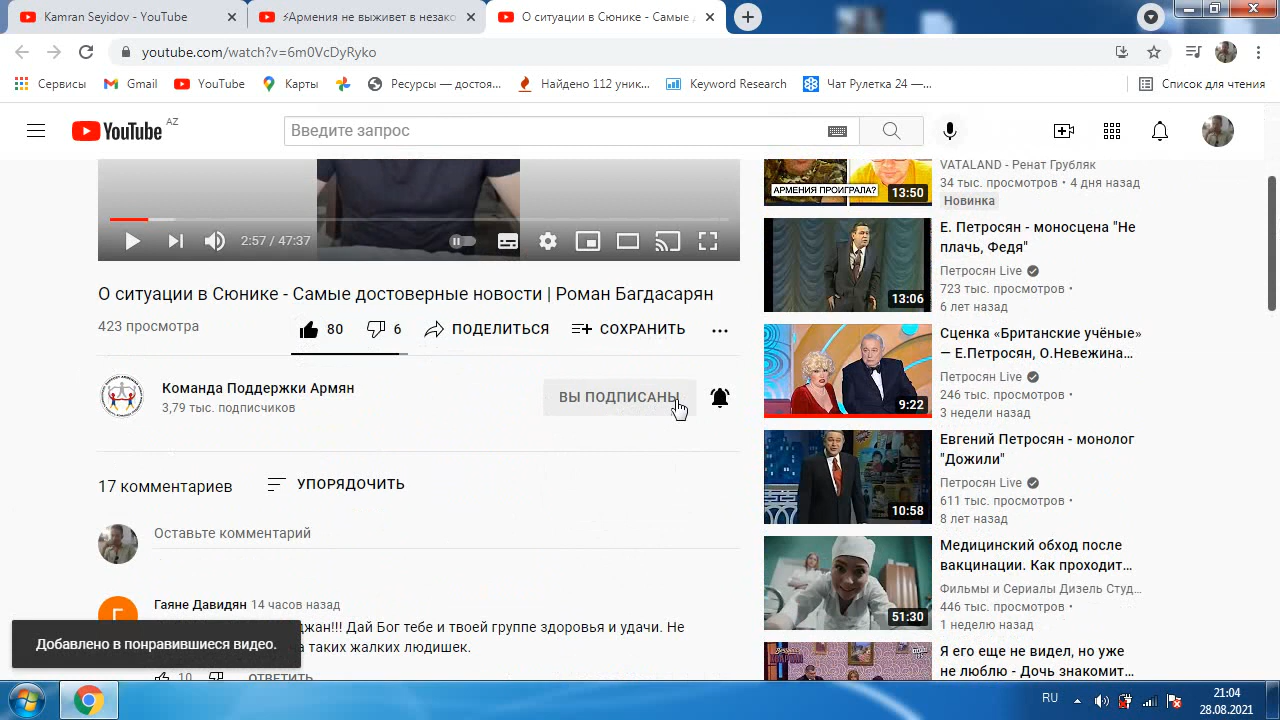 Kamran Seyidov - YouTube
⚡Армения не выживет в незако
О ситуации в Сюнике - Самые
youtube.com/watch?v=6m0VcDyRyko
Сервисы
Gmail
YouTube
Карты
Ресурсы — достоя...
Найдено 112 уник...
Keyword Research
Чат Рулетка 24 —...
Список для чтения
YouTube AZ
Введите запрос
2:57 / 47:37
О ситуации в Сюнике - Самые достоверные новости | Роман Багдасарян
423 просмотра
80
6
ПОДЕЛИТЬСЯ
СОХРАНИТЬ
Команда Поддержки Армян
3,79 тыс. подписчиков
ВЫ ПОДПИСАНЫ
17 комментариев
УПОРЯДОЧИТЬ
Оставьте комментарий
Г
Гаяне Давидян 14 часов назад
джан!!! Дай Бог тебе и твоей группе здоровья и удачи. Не
а таких жалких людишек.
10
ОТВЕТИТЬ
Добавлено в понравившиеся видео.
АРМЕНИЯ ПРОИГРАЛА?
13:50
VATALAND - Ренат Грубляк
34 тыс. просмотров • 4 дня назад
Новинка
13:06
Е. Петросян - моносцена "Не
плачь, Федя"
Петросян Live
723 тыс. просмотров •
6 лет назад
9:22
Сценка «Британские учёные»
— Е.Петросян, О.Невежина...
Петросян Live
246 тыс. просмотров •
3 недели назад
10:58
Евгений Петросян - монолог
"Дожили"
Петросян Live
611 тыс. просмотров •
8 лет назад
51:30
Медицинский обход после
вакцинации. Как проходит...
Фильмы и Сериалы Дизель Студ...
446 тыс. просмотров •
1 неделю назад
Я его еще не видел, но уже
не люблю - Дочь знакомит...
RU
21:04
28.08.2021